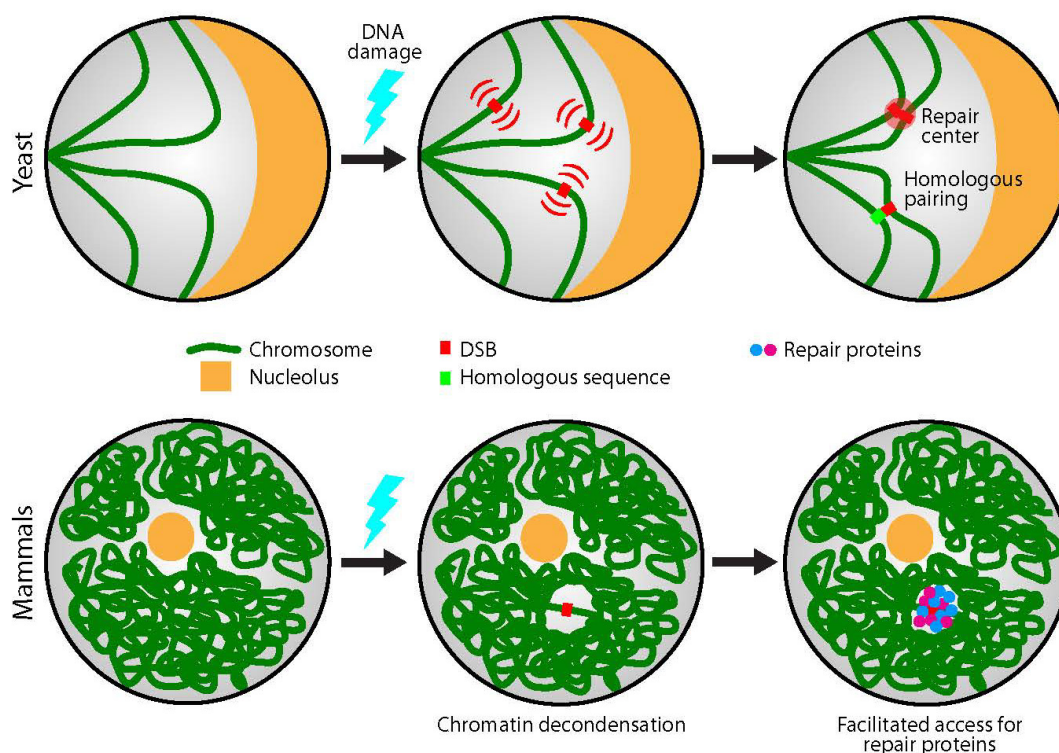 DNA
damage
Yeast
Repair
center
Homologous
pairing
Chromosome
DSB
Repair proteins
Nucleolus
Homologous sequence
Mammals
Chromatin decondensation
Facilitated access for
repair proteins